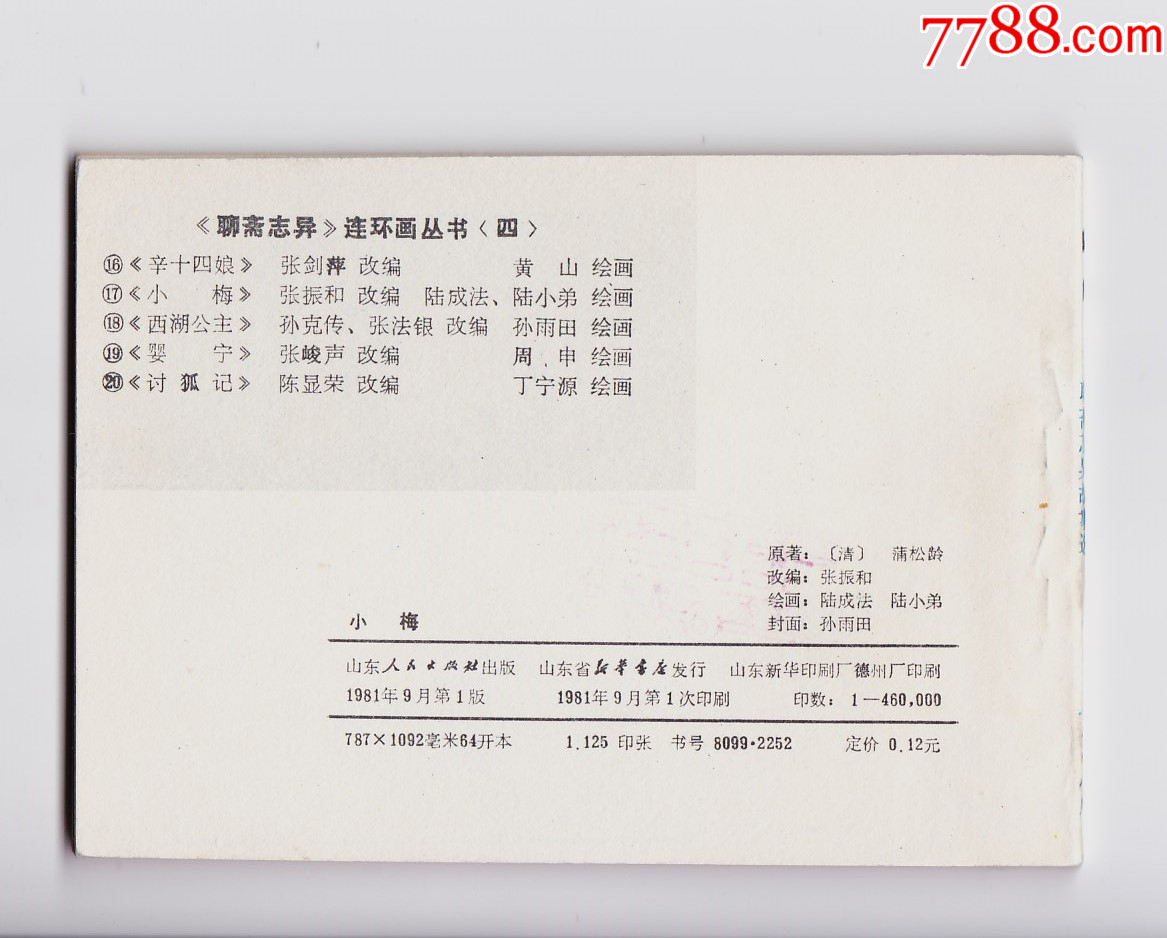 7788.com
《聊斋志异》连环画丛书〈四〉
⑯《辛十四娘》 张剑萍 改编 黄 山 绘画
⑰《小 梅》 张振和 改编 陆成法、陆小弟 绘画
⑱《西湖公主》 孙克传、张法银 改编 孙雨田 绘画
⑲《婴 宁》 张峻声 改编 周 申 绘画
⑳《讨狐记》 陈显荣 改编 丁宁源 绘画
原著:〔清〕 蒲松龄
改编:张振和
绘画:陆成法 陆小弟
封面:孙雨田
小 梅
山东人民出版社出版 山东省新华书店发行 山东新华印刷厂德州厂印刷
1981年9月第1版 1981年9月第1次印刷 印数:1—460,000
787×1092毫米64开本 1.125 印张 书号 8099·2252 定价 0.12元